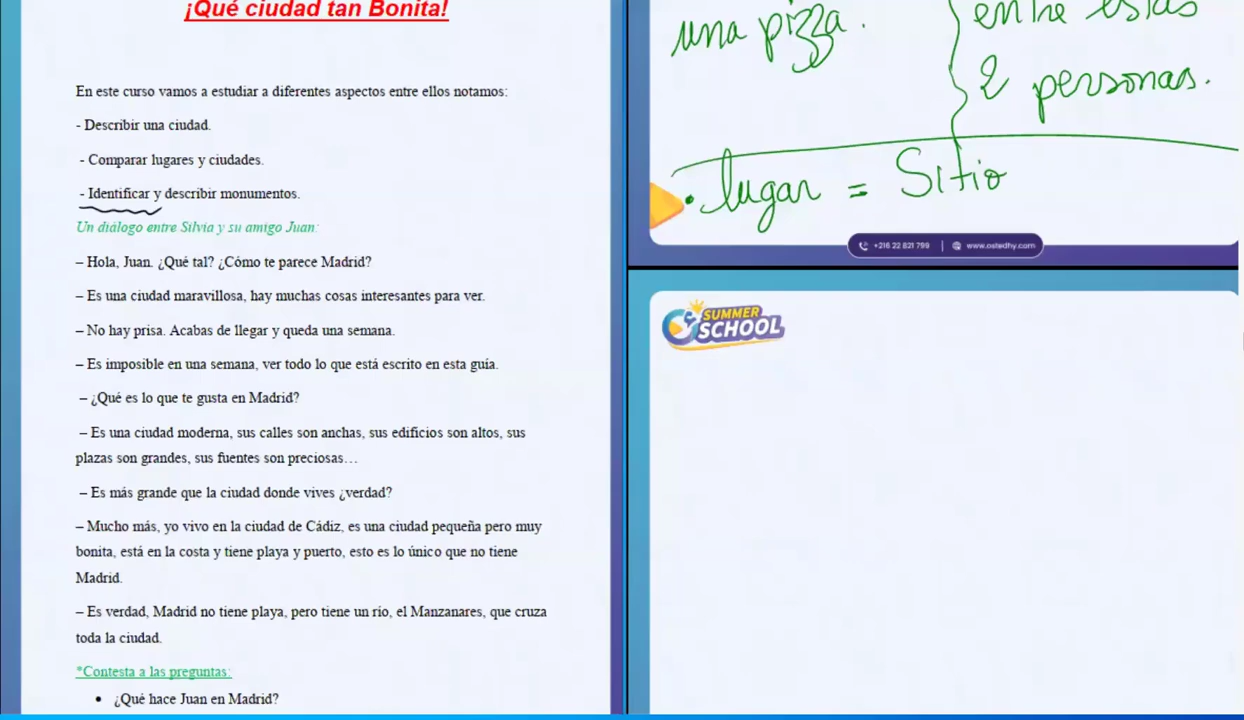 ¡Qué ciudad tan Bonita!
En este curso vamos a estudiar a diferentes aspectos entre ellos notamos:
- Describir una ciudad.
- Comparar lugares y ciudades.
- Identificar y describir monumentos.
Un diálogo entre Silvia y su amigo Juan:
– Hola, Juan. ¿Qué tal? ¿Cómo te parece Madrid?
– Es una ciudad maravillosa, hay muchas cosas interesantes para ver.
– No hay prisa. Acabas de llegar y queda una semana.
– Es imposible en una semana, ver todo lo que está escrito en esta guía.
– ¿Qué es lo que te gusta en Madrid?
– Es una ciudad moderna, sus calles son anchas, sus edificios son altos, sus
plazas son grandes, sus fuentes son preciosas…
– Es más grande que la ciudad donde vives ¿verdad?
– Mucho más, yo vivo en la ciudad de Cádiz, es una ciudad pequeña pero muy
bonita, está en la costa y tiene playa y puerto, esto es lo único que no tiene
Madrid.
– Es verdad, Madrid no tiene playa, pero tiene un río, el Manzanares, que cruza
toda la ciudad.
*Contesta a las preguntas:
• ¿Qué hace Juan en Madrid?
una pizza.
entre estas
2 personas.
• lugar = Sitio
+216 22 821 799 | www.ostedhy.com
SUMMER
SCHOOL